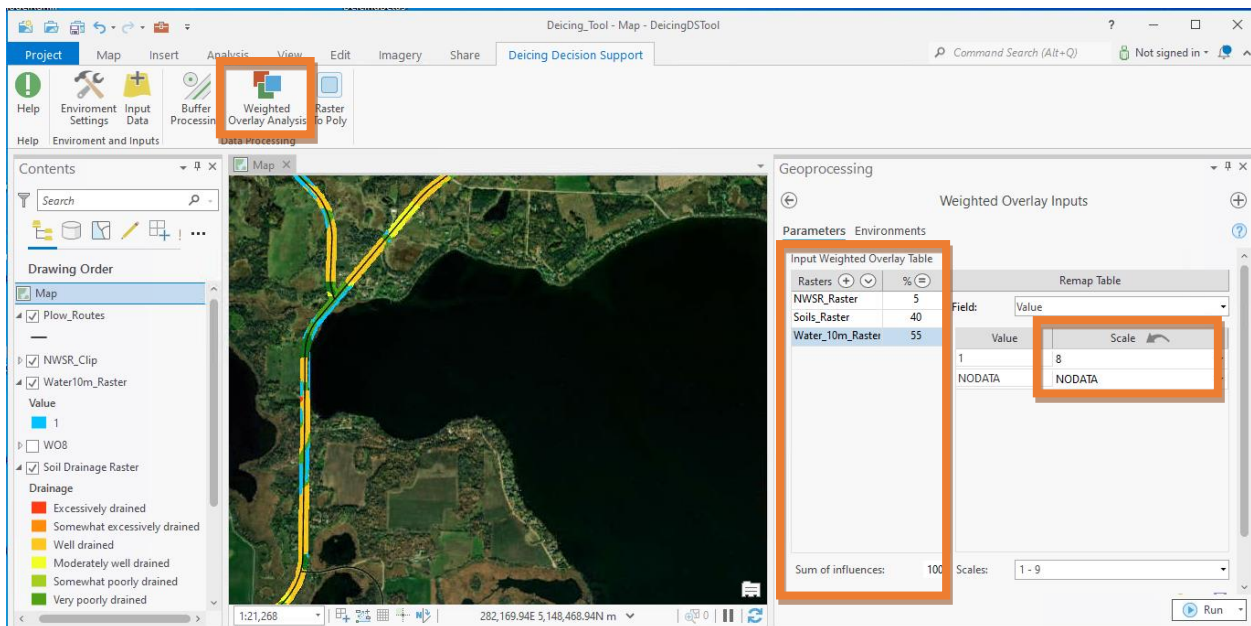 Deicing_Tool - Map - DeicingDSTool
?
Project Map Insert Analysis View Edit Imagery Share Deicing Decision Support
Command Search (Alt+Q)
Not signed in
Help
Enviroment Settings
Input Data
Buffer Processing
Weighted Overlay Analysis
Raster To Poly
Help Enviroment and Inputs Data Processing
Contents
Search
Drawing Order
Map
Plow_Routes
NWSR_Clip
Water10m_Raster
Value
1
WO8
Soil Drainage Raster
Drainage
Excessively drained
Somewhat excessively drained
Well drained
Moderately well drained
Somewhat poorly drained
Very poorly drained
Map
1:21,268
282,169.94E 5,148,468.94N m
0
Geoprocessing
Weighted Overlay Inputs
Parameters Environments
?
Input Weighted Overlay Table
Rasters %
NWSR_Raster 5
Soils_Raster 40
Water_10m_Raster 55
Sum of influences: 100
Remap Table
Field: Value
Value Scale
1 8
NODATA NODATA
Scales: 1 - 9
Run